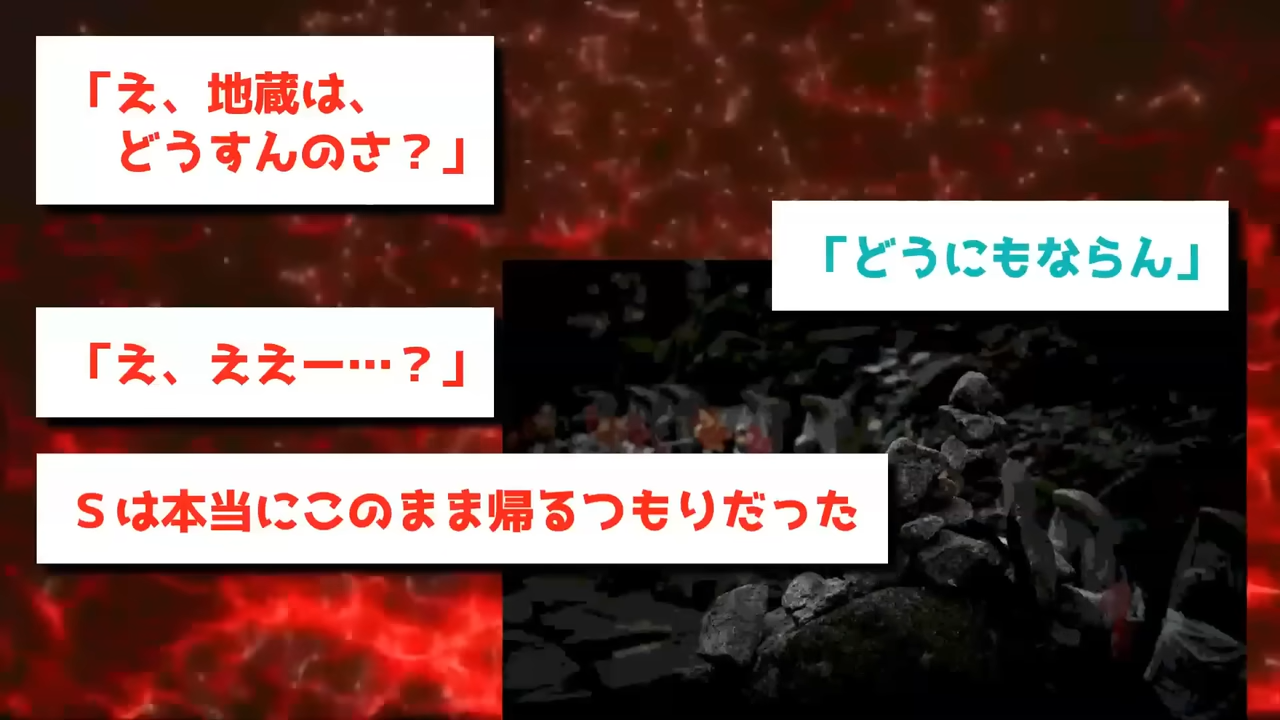 「え、地蔵は、
どうすんのさ？」
「どうにもならん」
「え、ええー…？」
Ｓは本当にこのまま帰るつもりだった